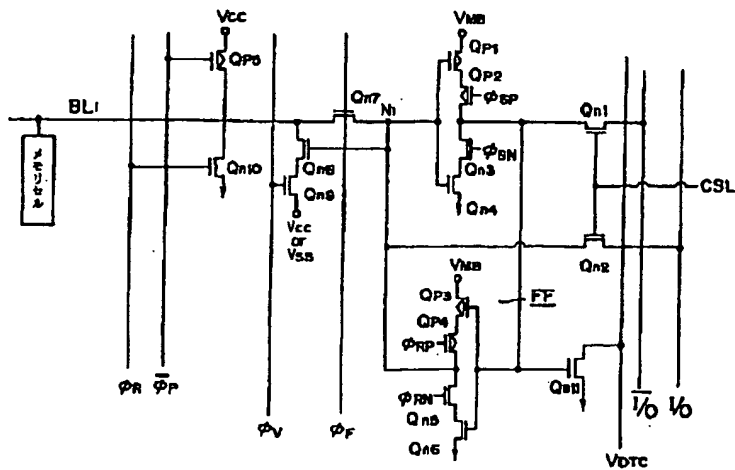 VCC
VMB
QP5
QP1
QP2
BLi
Qn7
Ni
φSP
Qn1
メモリセル
Qn10
Qn8
φSN
Qn3
Qn9
Qn4
CSL
VCC
or
VSS
Qn2
VMB
QP3
FF
QP4
φRP
φRN
Qn11
Qn5
Qn6
φR
φP
φV
φF
I/O
I/O
VDTC